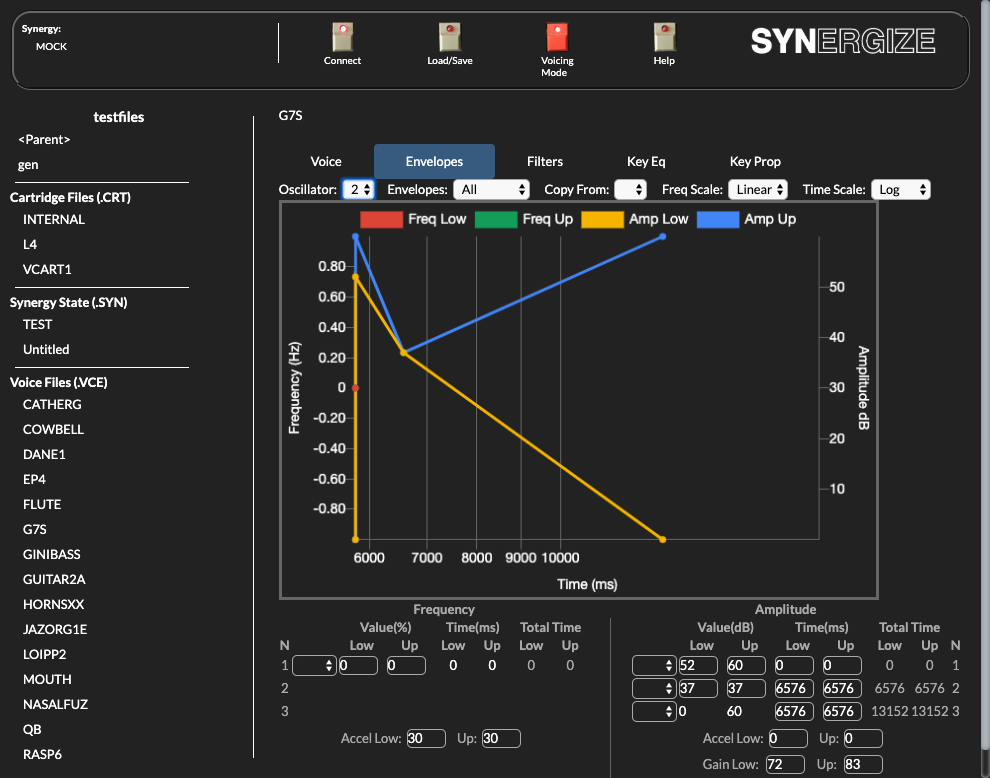 Synergy:
MOCK
Connect
Load/Save
Voicing
Mode
Help
SYNERGIZE
testfiles
<Parent>
gen
Cartridge Files (.CRT)
INTERNAL
L4
VCART1
Synergy State (.SYN)
TEST
Untitled
Voice Files (.VCE)
CATHERG
COWBELL
DANE1
EP4
FLUTE
G7S
GINIBASS
GUITAR2A
HORNSXX
JAZORG1E
LOIPP2
MOUTH
NASALFUZ
QB
RASP6
G7S
Voice Envelopes Filters Key Eq Key Prop
Oscillator: 2 Envelopes: All Copy From: Freq Scale: Linear Time Scale: Log
Freq Low Freq Up Amp Low Amp Up
Frequency (Hz)
0.80
0.60
0.40
0.20
0
-0.20
-0.40
-0.60
-0.80
50
40
30
20
10
Amplitude dB
6000 7000 8000 9000 10000
Time (ms)
Frequency
Value(%) Time(ms) Total Time
N Low Up Low Up Low Up
1 0 0 0 0 0 0
2
3
Accel Low: 30 Up: 30
Amplitude
Value(dB) Time(ms) Total Time
Low Up Low Up Low Up N
52 60 0 0 0 0 1
37 37 6576 6576 6576 6576 2
0 60 6576 6576 13152 13152 3
Accel Low: 0 Up: 0
Gain Low: 72 Up: 83